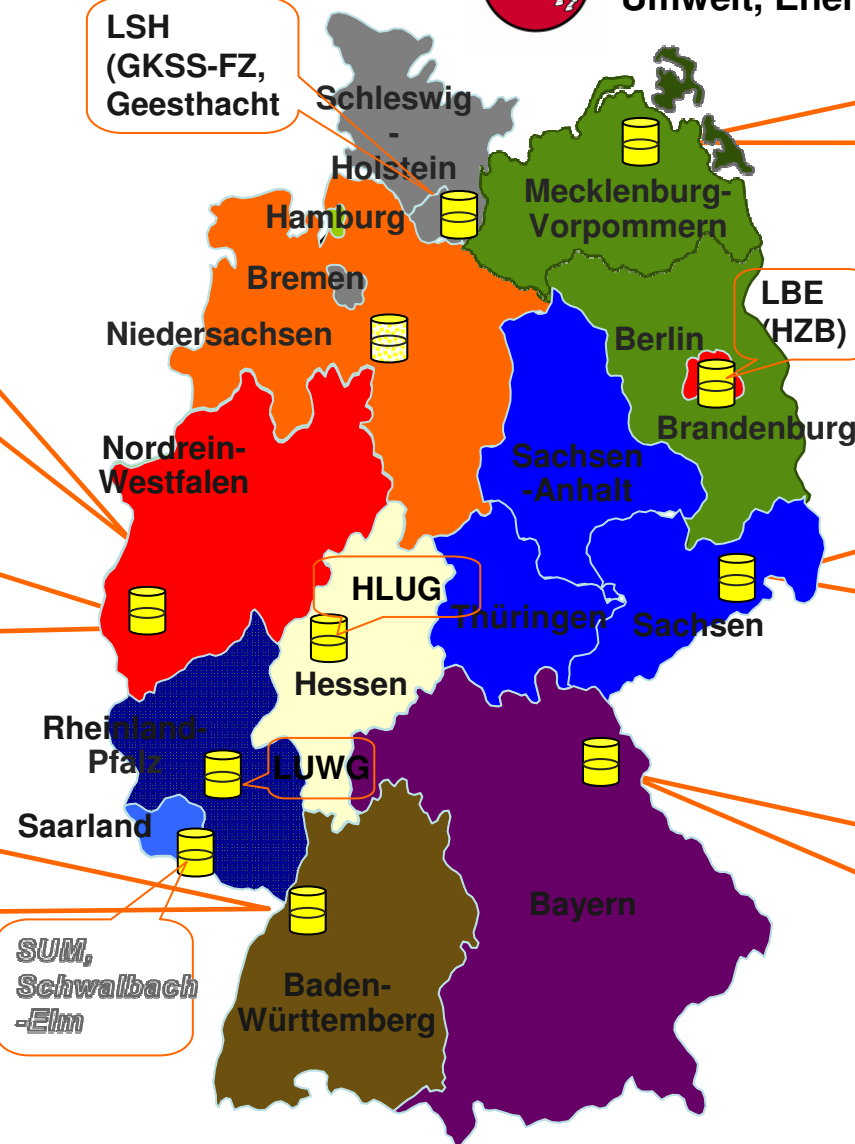 Umwelt,
LSH
(GKSS-FZ,
Geesthacht
Schleswig
-
Holstein
Mecklenburg-
Vorpommern
Hamburg
Bremen
Niedersachsen
LBE
(HZB)
Berlin
Brandenburg
Nordrein-
Westfalen
Sachsen
-Anhalt
HLUG
Thüringen
Sachsen
Hessen
Rheinland-
Pfalz
LUWG
Saarland
Bayern
SUM,
Schwalbach
-Elm
Baden-
Württemberg